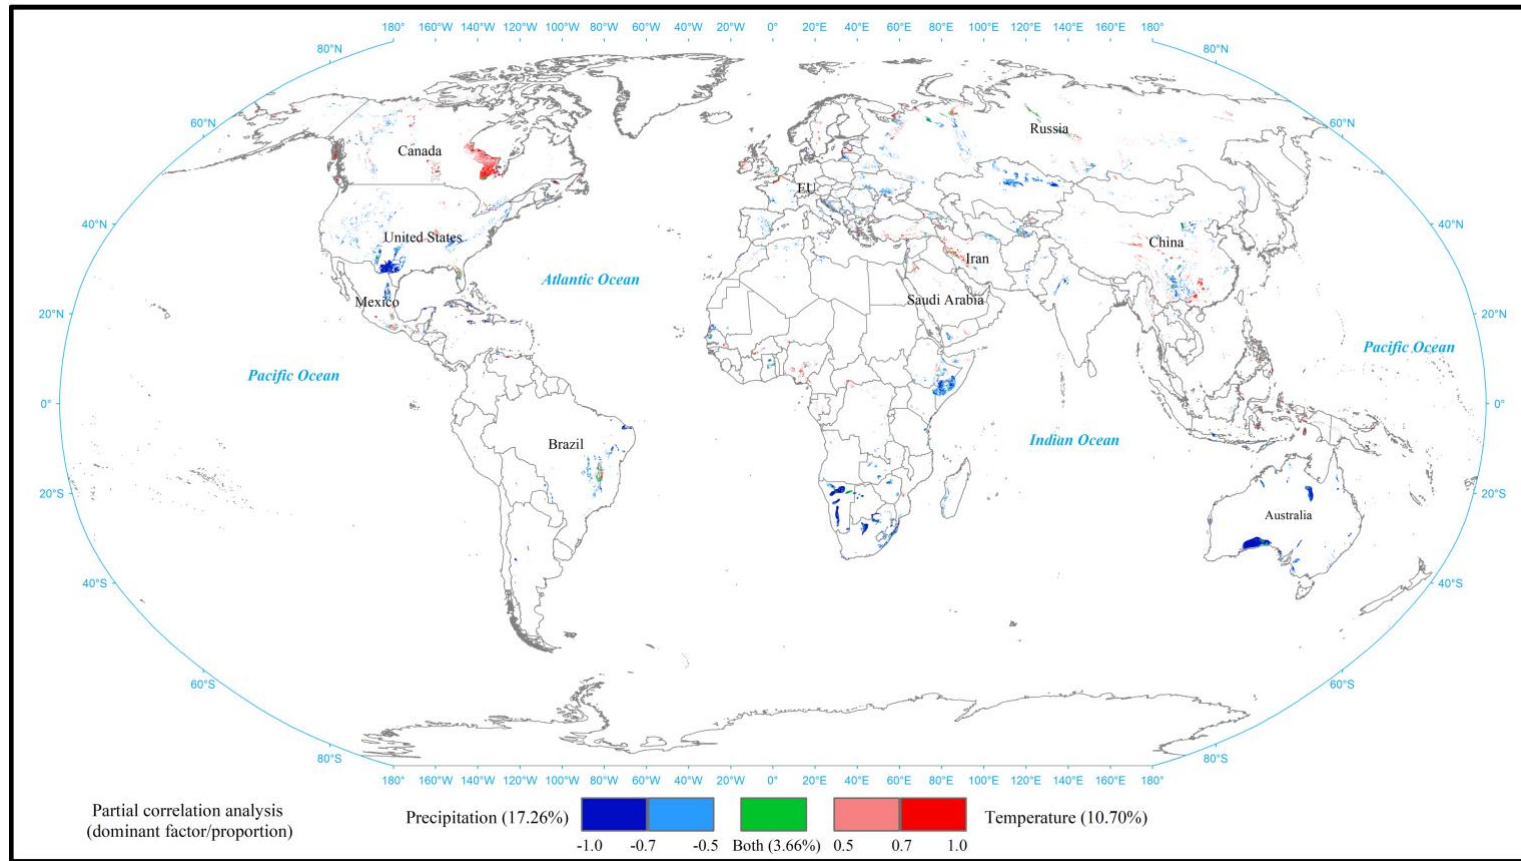 180° 160°W 140°W 120°W 100°W 80°W 60°W 40°W 20°W 0° 20°E 40°E 60°E 80°E 100°E 120°E 140°E 160°E 180°
80°N 80°N
60°N 60°N
Russia
Canada
EU
40°N 40°N
United States China
Iran
Atlantic Ocean
Mexico Saudi Arabia
20°N 20°N
Pacific Ocean
Pacific Ocean
0° 0°
Brazil Indian Ocean
20°S 20°S
Australia
40°S 40°S
60°S 60°S
80°S 80°S
180° 160°W 140°W 120°W 100°W 80°W 60°W 40°W 20°W 0° 20°E 40°E 60°E 80°E 100°E 120°E 140°E 160°E 180°
Partial correlation analysis
(dominant factor/proportion)
Precipitation (17.26%) Temperature (10.70%)
-1.0 -0.7 -0.5 Both (3.66%) 0.5 0.7 1.0